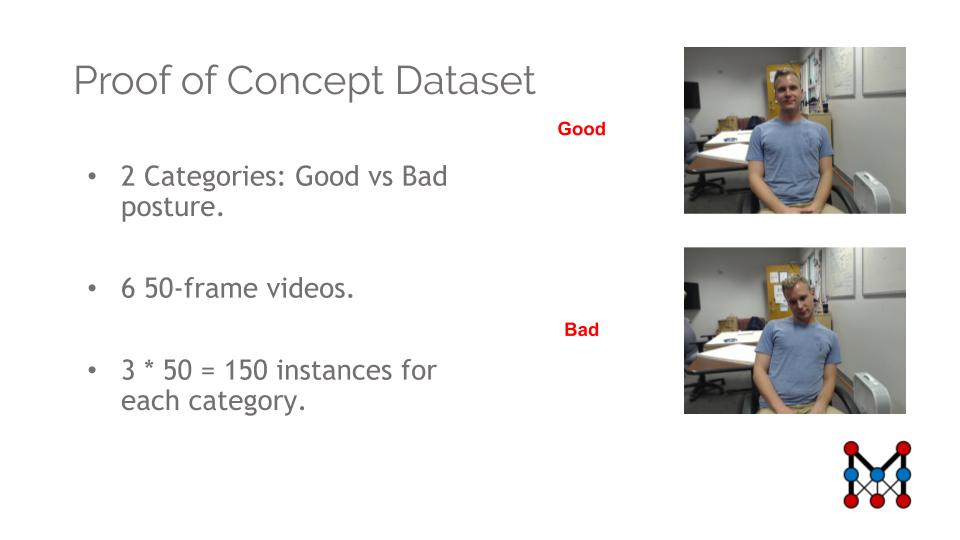 Proof of Concept Dataset
Good
• 2 Categories: Good vs Bad
posture.
• 6 50-frame videos.
Bad
• 3 * 50 = 150 instances for
each category.